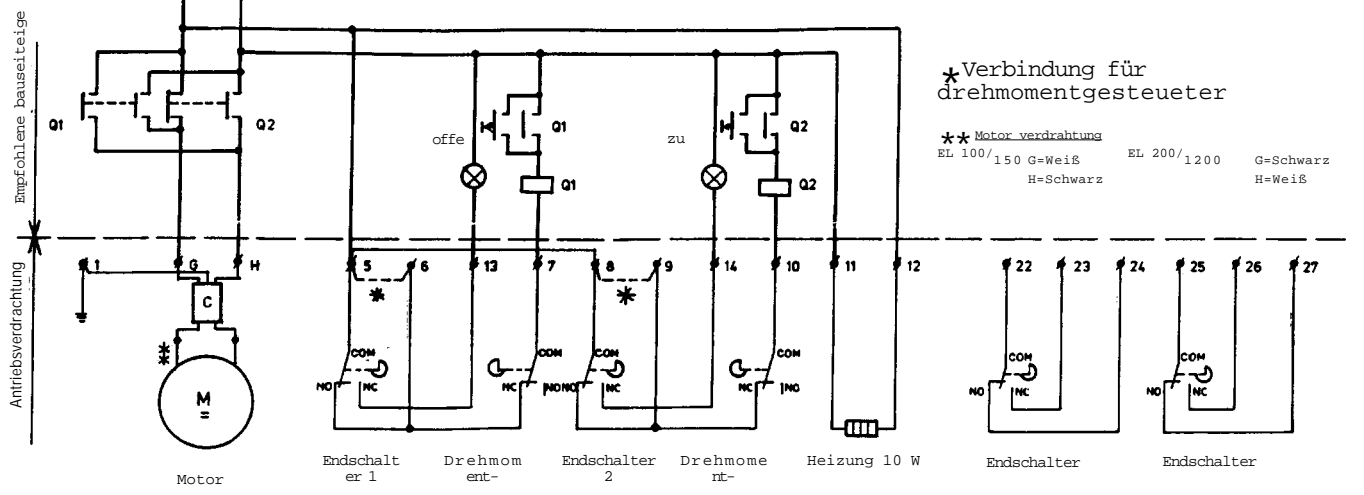 Empfohlene bauseiteige
Antriebsverdrachtung
Q1
Q2
offe
Q1
Q1
zu
Q2
Q2
*Verbindung für
drehmomentgesteueter
** Motor verdrahtung
EL 100/150 G=Weiß EL 200/1200 G=Schwarz
H=Schwarz H=Weiß
1 G H 5 6 13 7 8 9 14 10 11 12 22 23 24 25 26 27
* *
C
**
M
=
COM
NO NC
COM
NC NO
COM
NO NC
COM
NC NO
COM
NO NC
COM
NO NC
Motor
Endschalt
er 1
Drehmom
ent-
Endschalter
2
Drehmome
nt-
Heizung 10 W
Endschalter
Endschalter